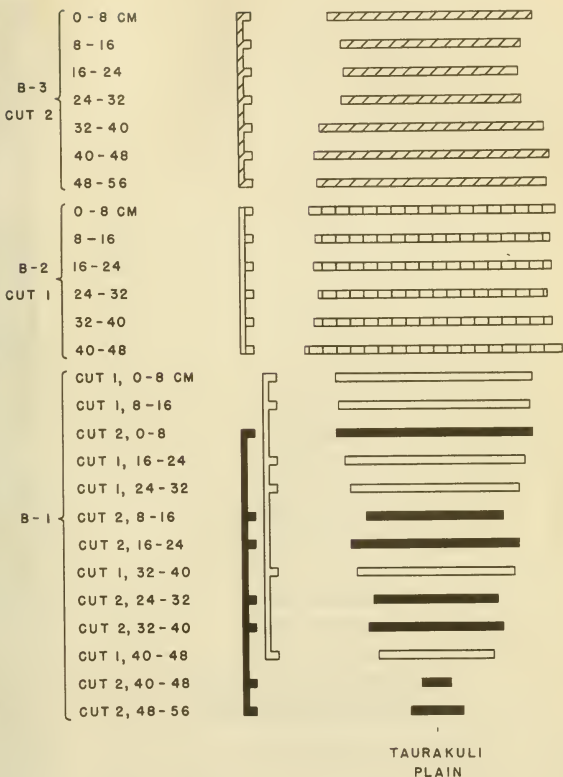 0-8 CM
8-16
16-24
B-3
24-32
CUT 2
32-40
40-48
48-56
0-8 CM
8-16
B-2
16-24
CUT 1
24-32
32-40
40-48
CUT 1, 0-8 CM
CUT 1, 8-16
CUT 2, 0-8
CUT 1, 16-24
CUT 1, 24-32
B-1
CUT 2, 8-16
CUT 2, 16-24
CUT 1, 32-40
CUT 2, 24-32
CUT 2, 32-40
CUT 1, 40-48
CUT 2, 40-48
CUT 2, 48-56
TAURAKULI
PLAIN